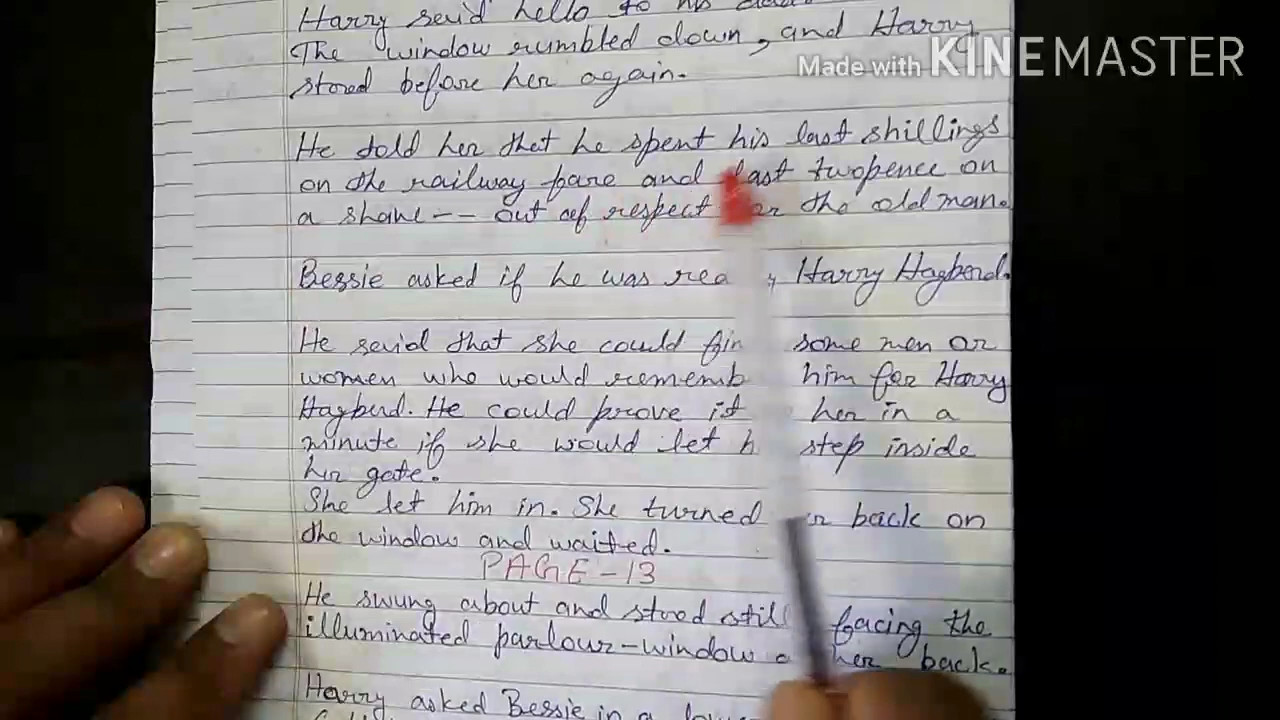 Harry said hello to his
The window rumbled down, and Harry
Made with KINEMASTER
stood before her again.
He told her that he spent his last shillings
on the railway fare and last twopence on
a shave -- out of respect the old man.
Bessie asked if he was Harry Hagberd.
He said that she could some men or
women who would him for Harry
Hagberd. He could prove it her in a
minute if she would let step inside
her gate.
She let him in. She turned back on
the window and waited.
PAGE-13
He swung about and stood still facing the
illuminated parlour-window her back.
Harry asked Bessie in a